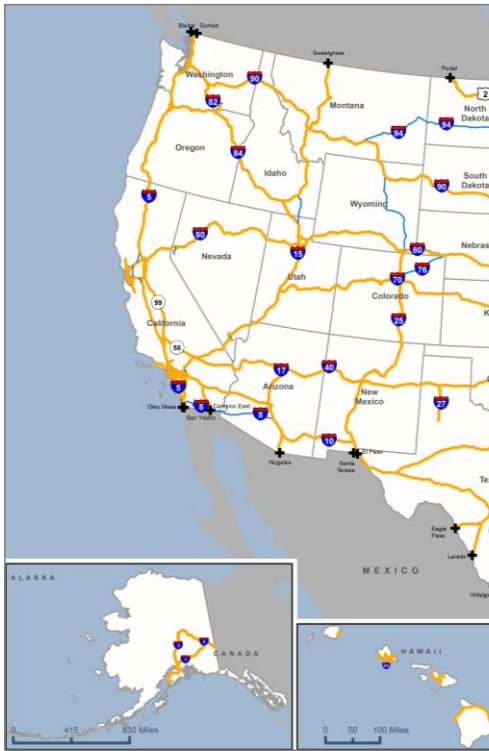 Blaine Sumas
Sweetgrass
Portal
Washington
90
2
82
Montana
North
Dakota
94
94
Oregon
84
Idaho
South
Dakota
90
5
Wyoming
80
15
80
Nebras
Nevada
76
Utah
70
Colorado
K
99
25
California
58
17
40
5
Arizona
New
Mexico
27
8
Otay Mesa
Calexico East
San Ysidro
8
10
Nogales
Santa
Teresa
El Paso
Te
Eagle
Pass
Laredo
MEXICO
Hidalgo
ALASKA
CANADA
0 415 830 Miles
HAWAII
0 50 100 Miles